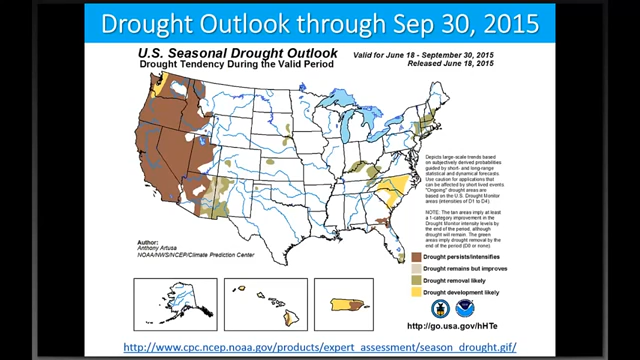 Drought Outlook through Sep 30, 2015
U.S. Seasonal Drought Outlook
Drought Tendency During the Valid Period
Valid for June 18 - September 30, 2015
Released June 18, 2015
Depicts large-scale trends based
on subjectively derived probabilities
guided by short- and long-range
statistical and dynamical forecasts.
Use caution for applications that
can be affected by short lived events.
"Ongoing" drought areas are
based on the U.S. Drought Monitor
areas (intensities of D1 to D4).
NOTE: The tan areas imply at least
a 1-category improvement in the
Drought Monitor intensity levels by
the end of the period, although
drought will remain. The green
areas imply drought removal by the
end of the period (D0 or none).
Author:
Anthony Artusa
NOAA/NWS/NCEP/Climate Prediction Center
Drought persists/intensifies
Drought remains but improves
Drought removal likely
Drought development likely
http://go.usa.gov/hHTe
http://www.cpc.ncep.noaa.gov/products/expert_assessment/season_drought.gif/